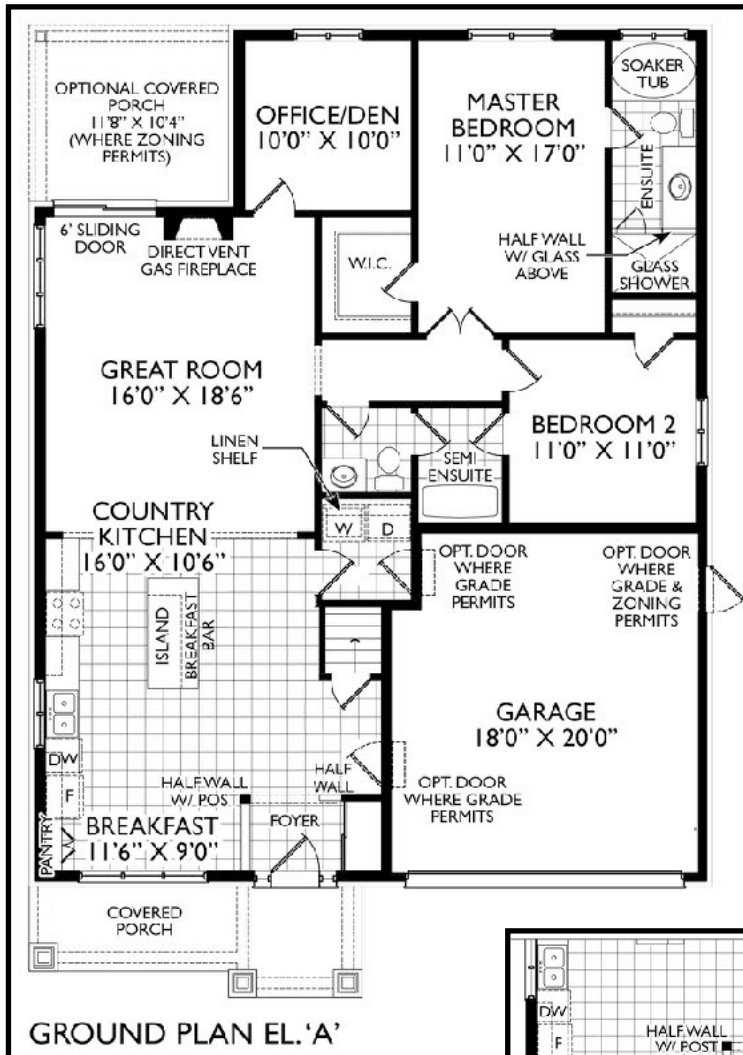 OPTIONAL COVERED
PORCH
11'8" X 10'4"
(WHERE ZONING
PERMITS)
OFFICE/DEN
10'0" X 10'0"
MASTER
BEDROOM
11'0" X 17'0"
SOAKER
TUB
ENSUITE
6' SLIDING
DOOR
DIRECT VENT
GAS FIREPLACE
W.I.C.
HALF WALL
W/ GLASS
ABOVE
GLASS
SHOWER
GREAT ROOM
16'0" X 18'6"
BEDROOM 2
11'0" X 11'0"
LINEN
SHELF
SEMI
ENSUITE
COUNTRY
KITCHEN
16'0" X 10'6"
W
D
OPT. DOOR
WHERE
GRADE
PERMITS
OPT. DOOR
WHERE
GRADE &
ZONING
PERMITS
ISLAND
BREAKFAST
BAR
GARAGE
18'0" X 20'0"
DW
F
HALF WALL
W/ POS
HALF
WALL
OPT. DOOR
WHERE GRADE
PERMITS
PANTRY
BREAKFAST
11'6" X 9'0"
FOYER
COVERED
PORCH
GROUND PLAN EL. 'A'
DW
F
HALF WALL
W/ POST